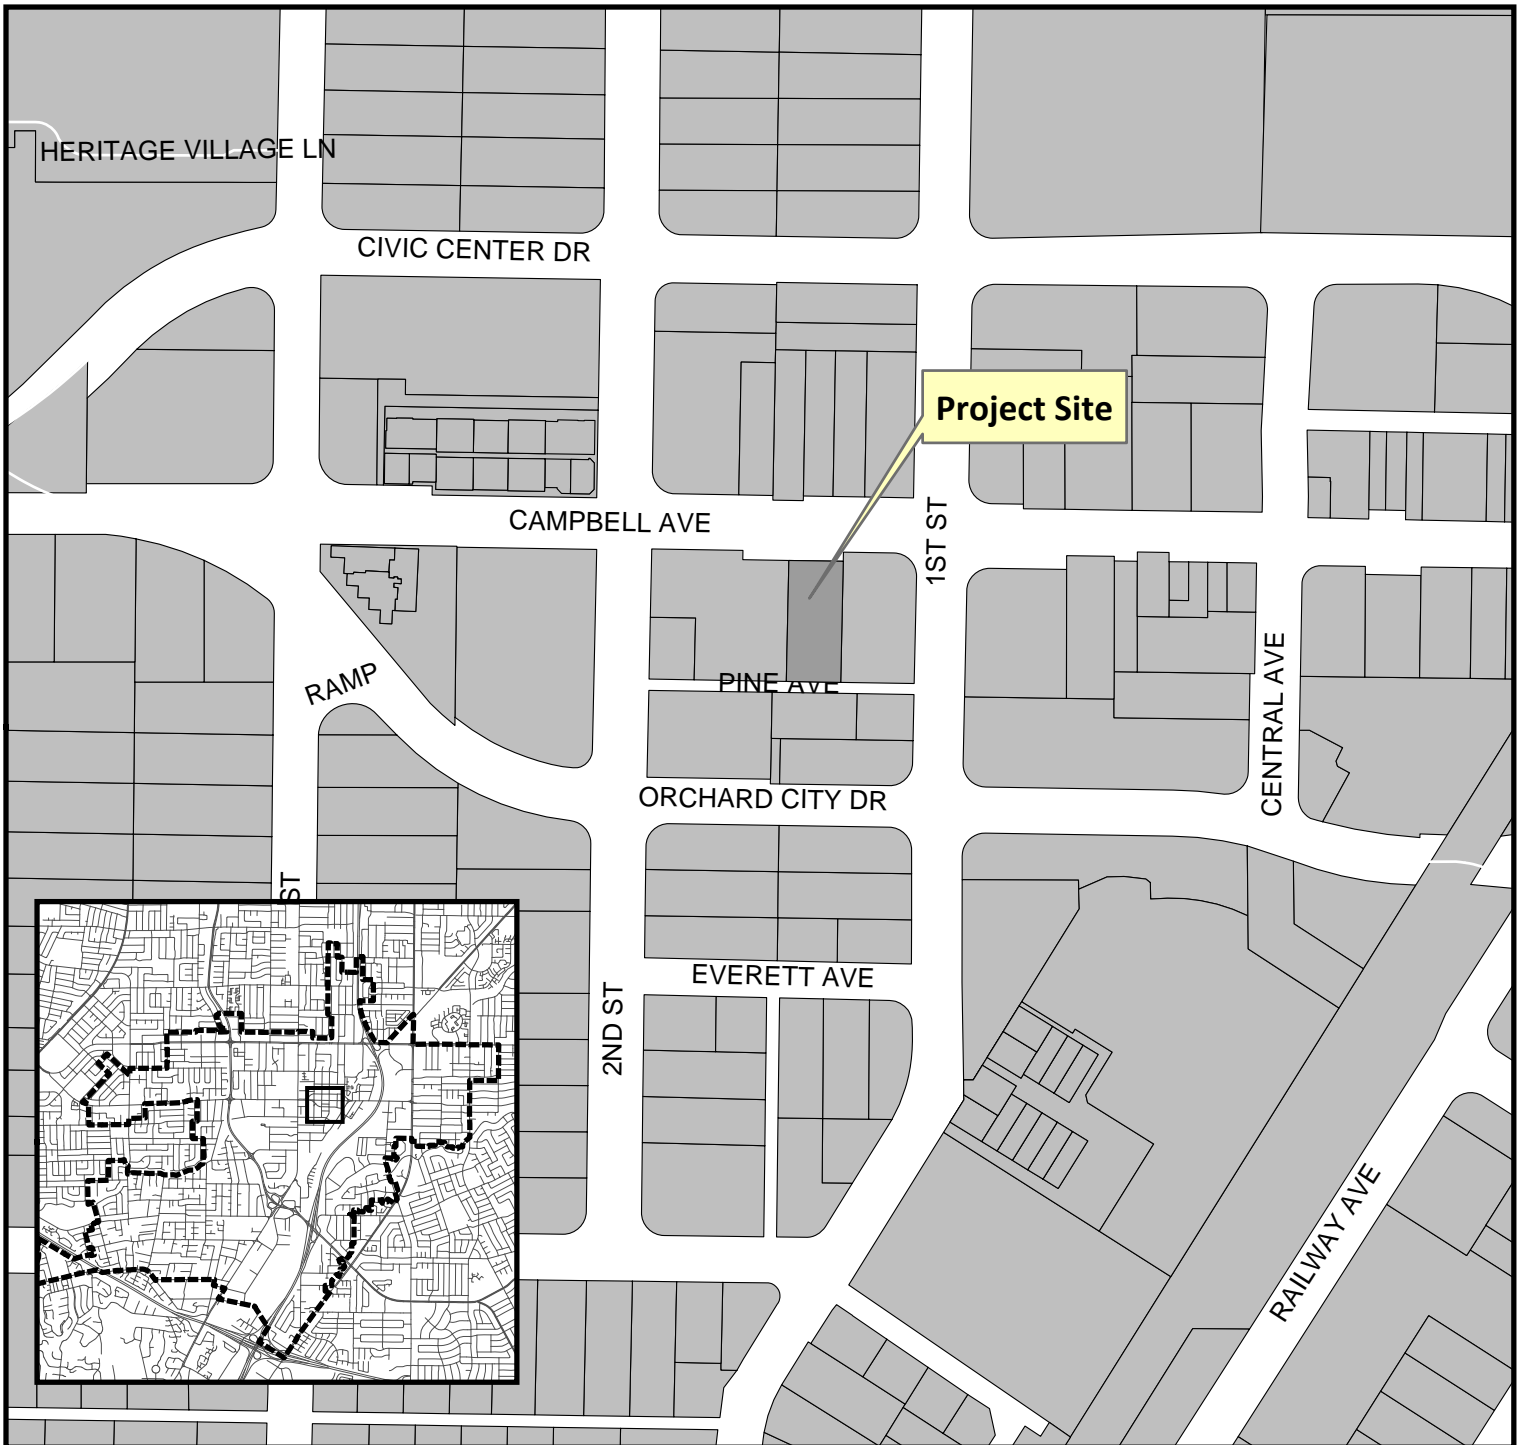 HERITAGE VILLAGE LN
CIVIC CENTER DR
Project Site
CAMPBELL AVE
1ST ST
RAMP
PINE AVE
CENTRAL AVE
ORCHARD CITY DR
ST
EVERETT AVE
2ND ST
RAILWAY AVE